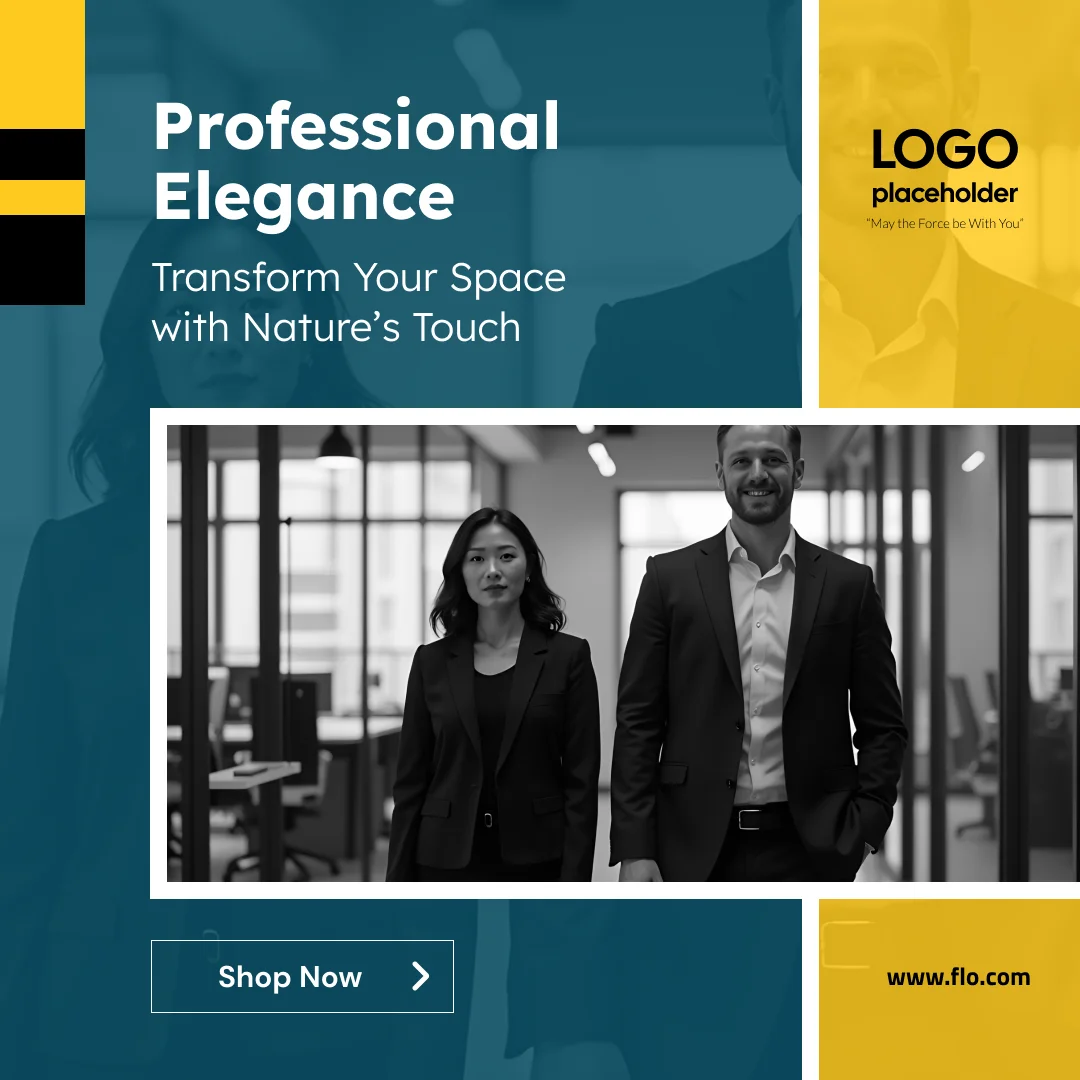 Professional
Elegance
Transform Your Space
with Nature’s Touch
LOGO
placeholder
“May the Force be With You”
Shop Now
www.flo.com